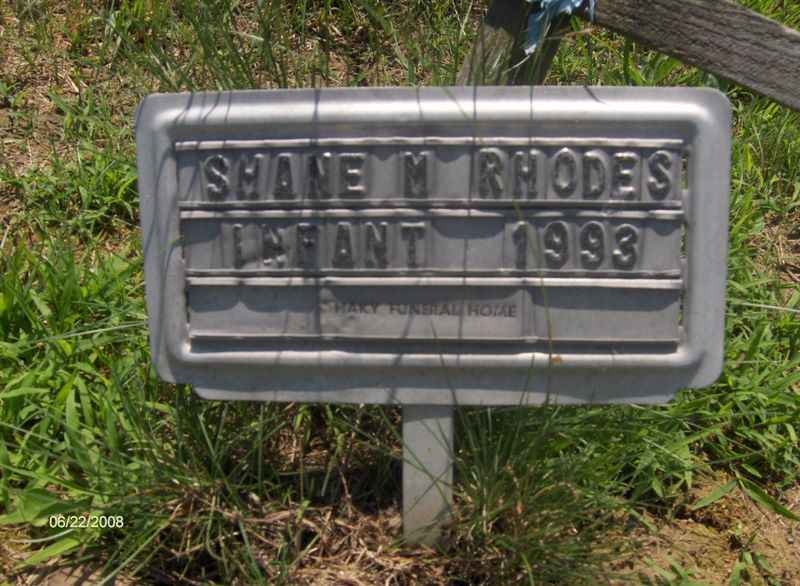 SHANE M RHODES
INFANT 1993
FUNERAL HOME
06/22/2008